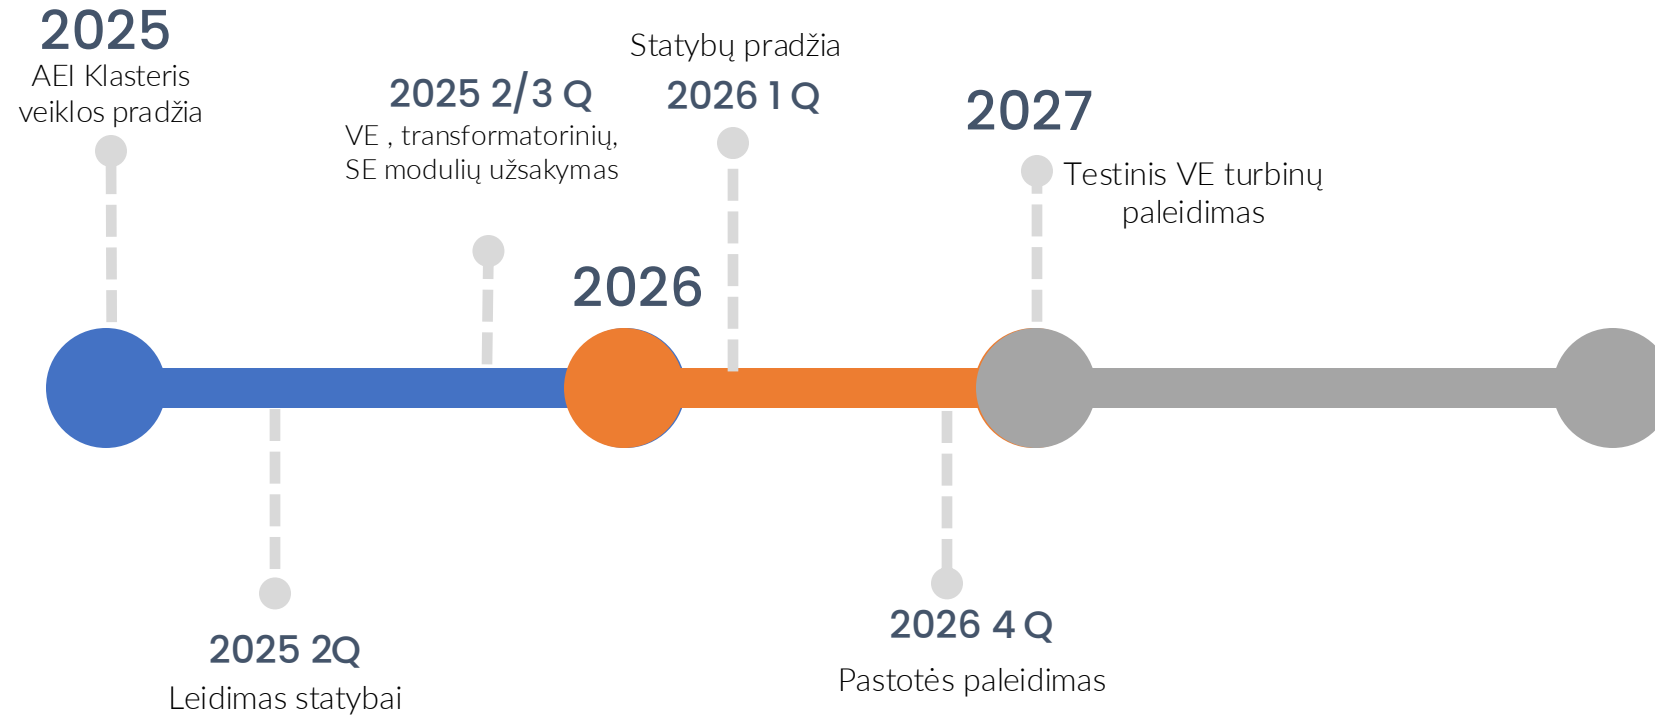 2025
AEI Klasteris
veiklos pradžia
2025 2/3 Q
VE , transformatorinių,
SE modulių užsakymas
Statybų pradžia
2026 1 Q
2027
Testinis VE turbinų
paleidimas
2026
2025 2Q
Leidimas statybai
2026 4 Q
Pastotės paleidimas